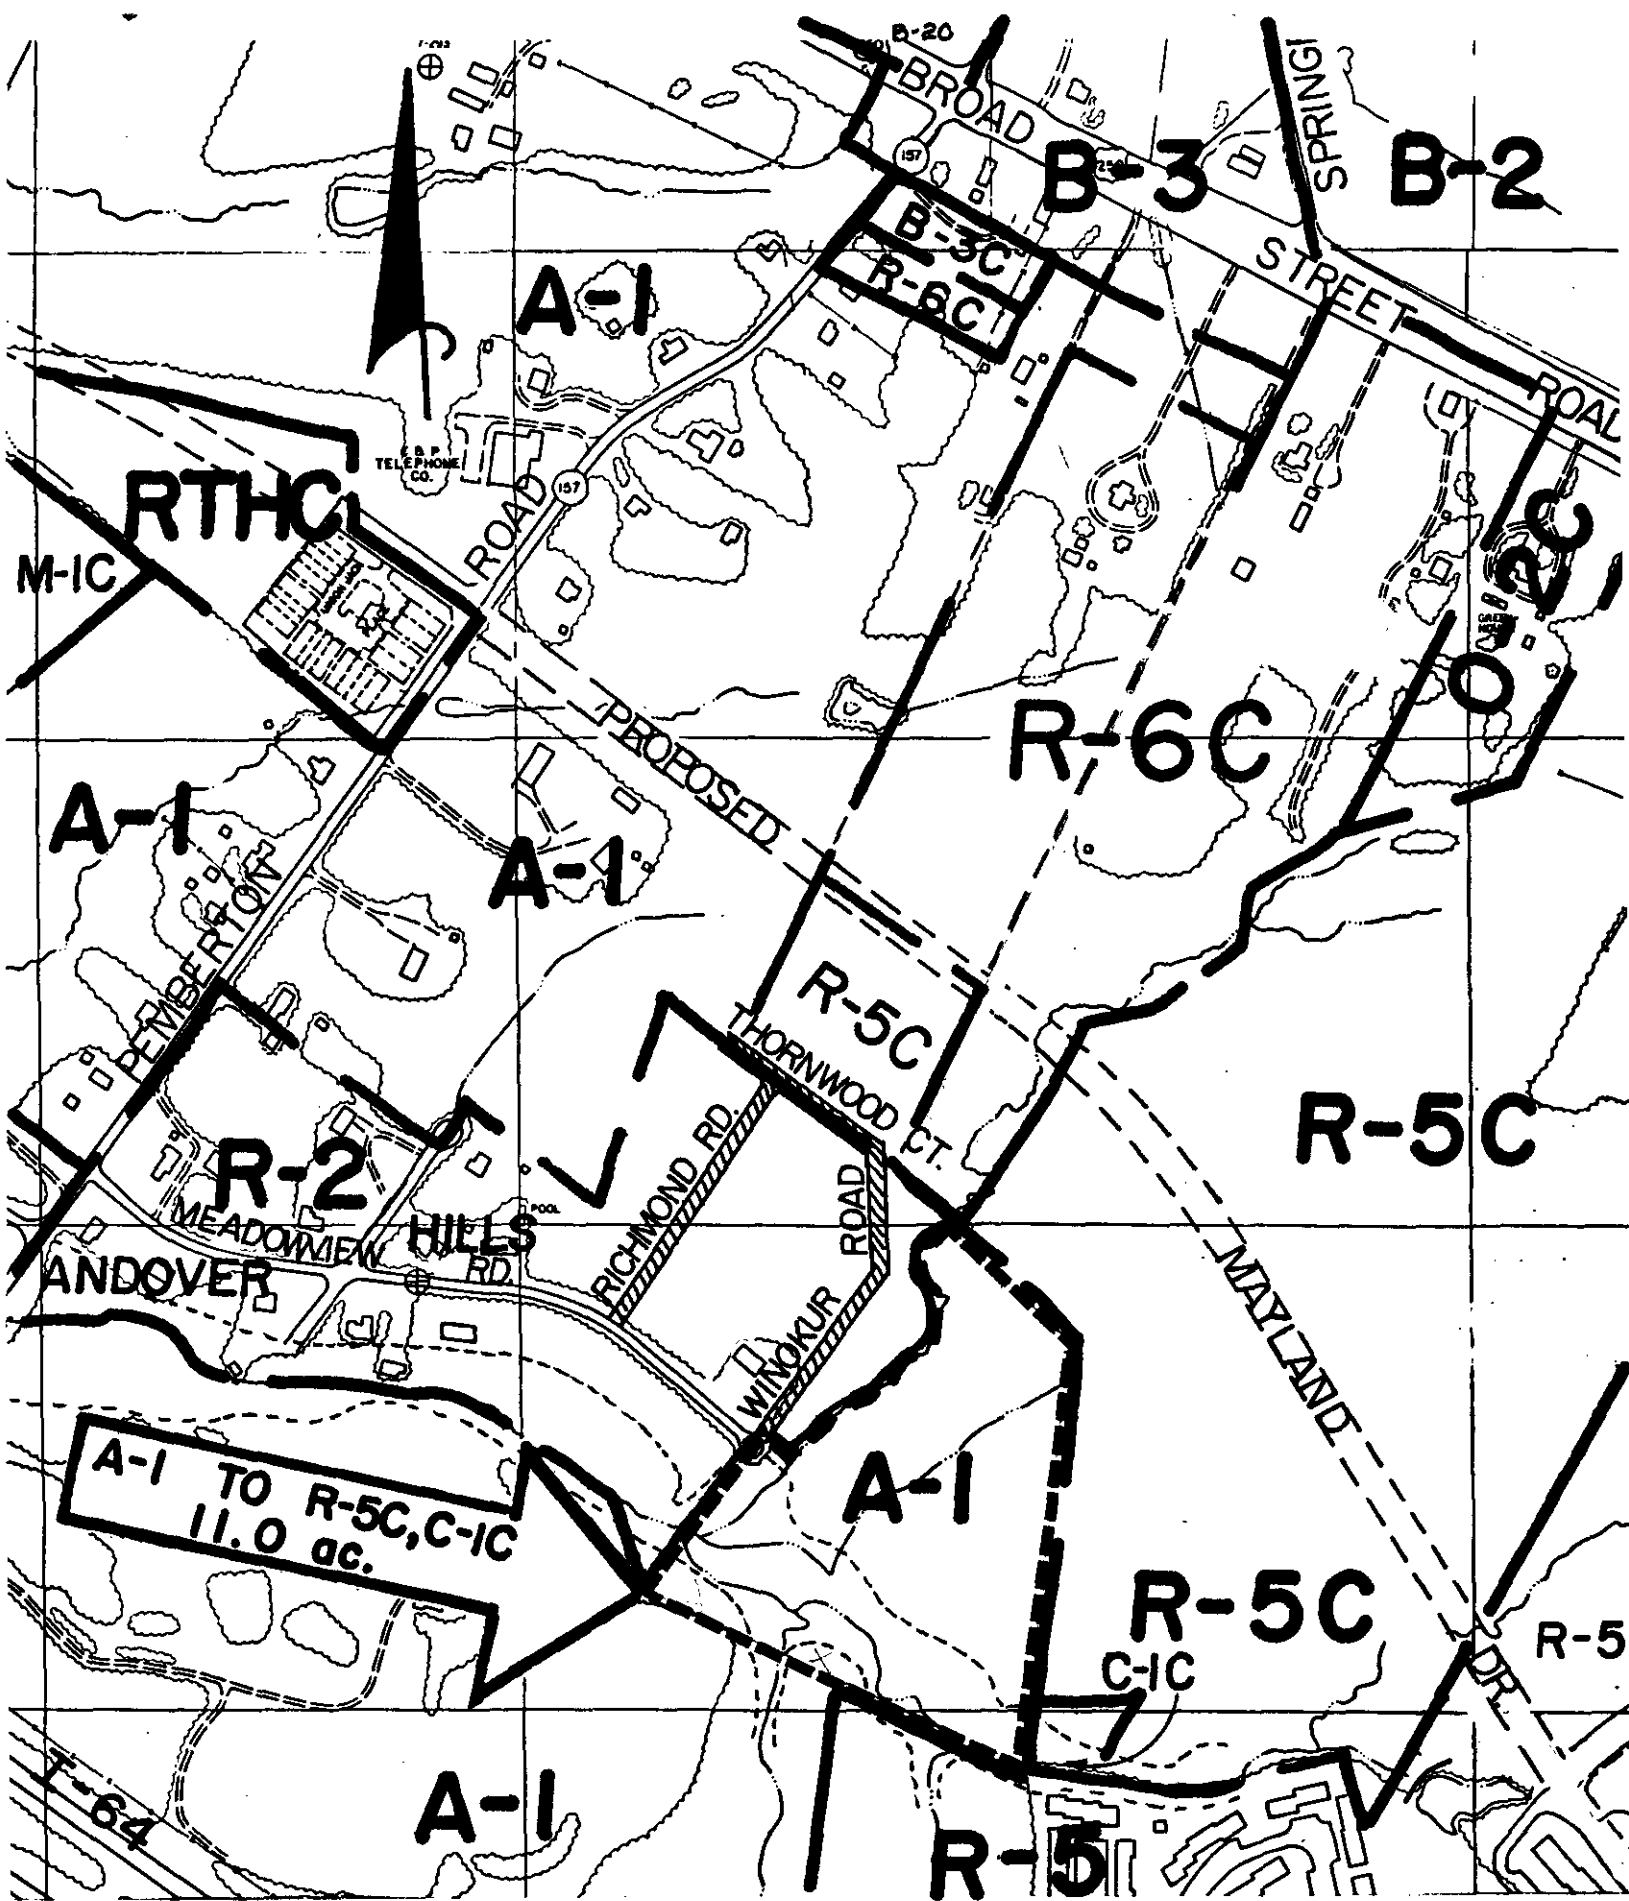 B-20
BROAD
STREET
ROAD
SPRING
157
B-3
B-2
B-3C
R-6C
A-1
C & P
TELEPHONE
CO.
RTHC
M-1C
ROAD
157
O-2C
R-6C
PROPOSED
A-1
A-1
PEMBERTON
R-5C
THORNWOOD CT.
R-5C
R-2
RICHMOND RD.
ROAD
WINOKUR
MEADOWVIEW
RD.
POOL
ANDOVER
HILLS
MAYLAND
DR.
A-1 TO R-5C, C-1C
11.0 ac.
A-1
R-5C
R-5
C-1C
I-64
A-1
R-5